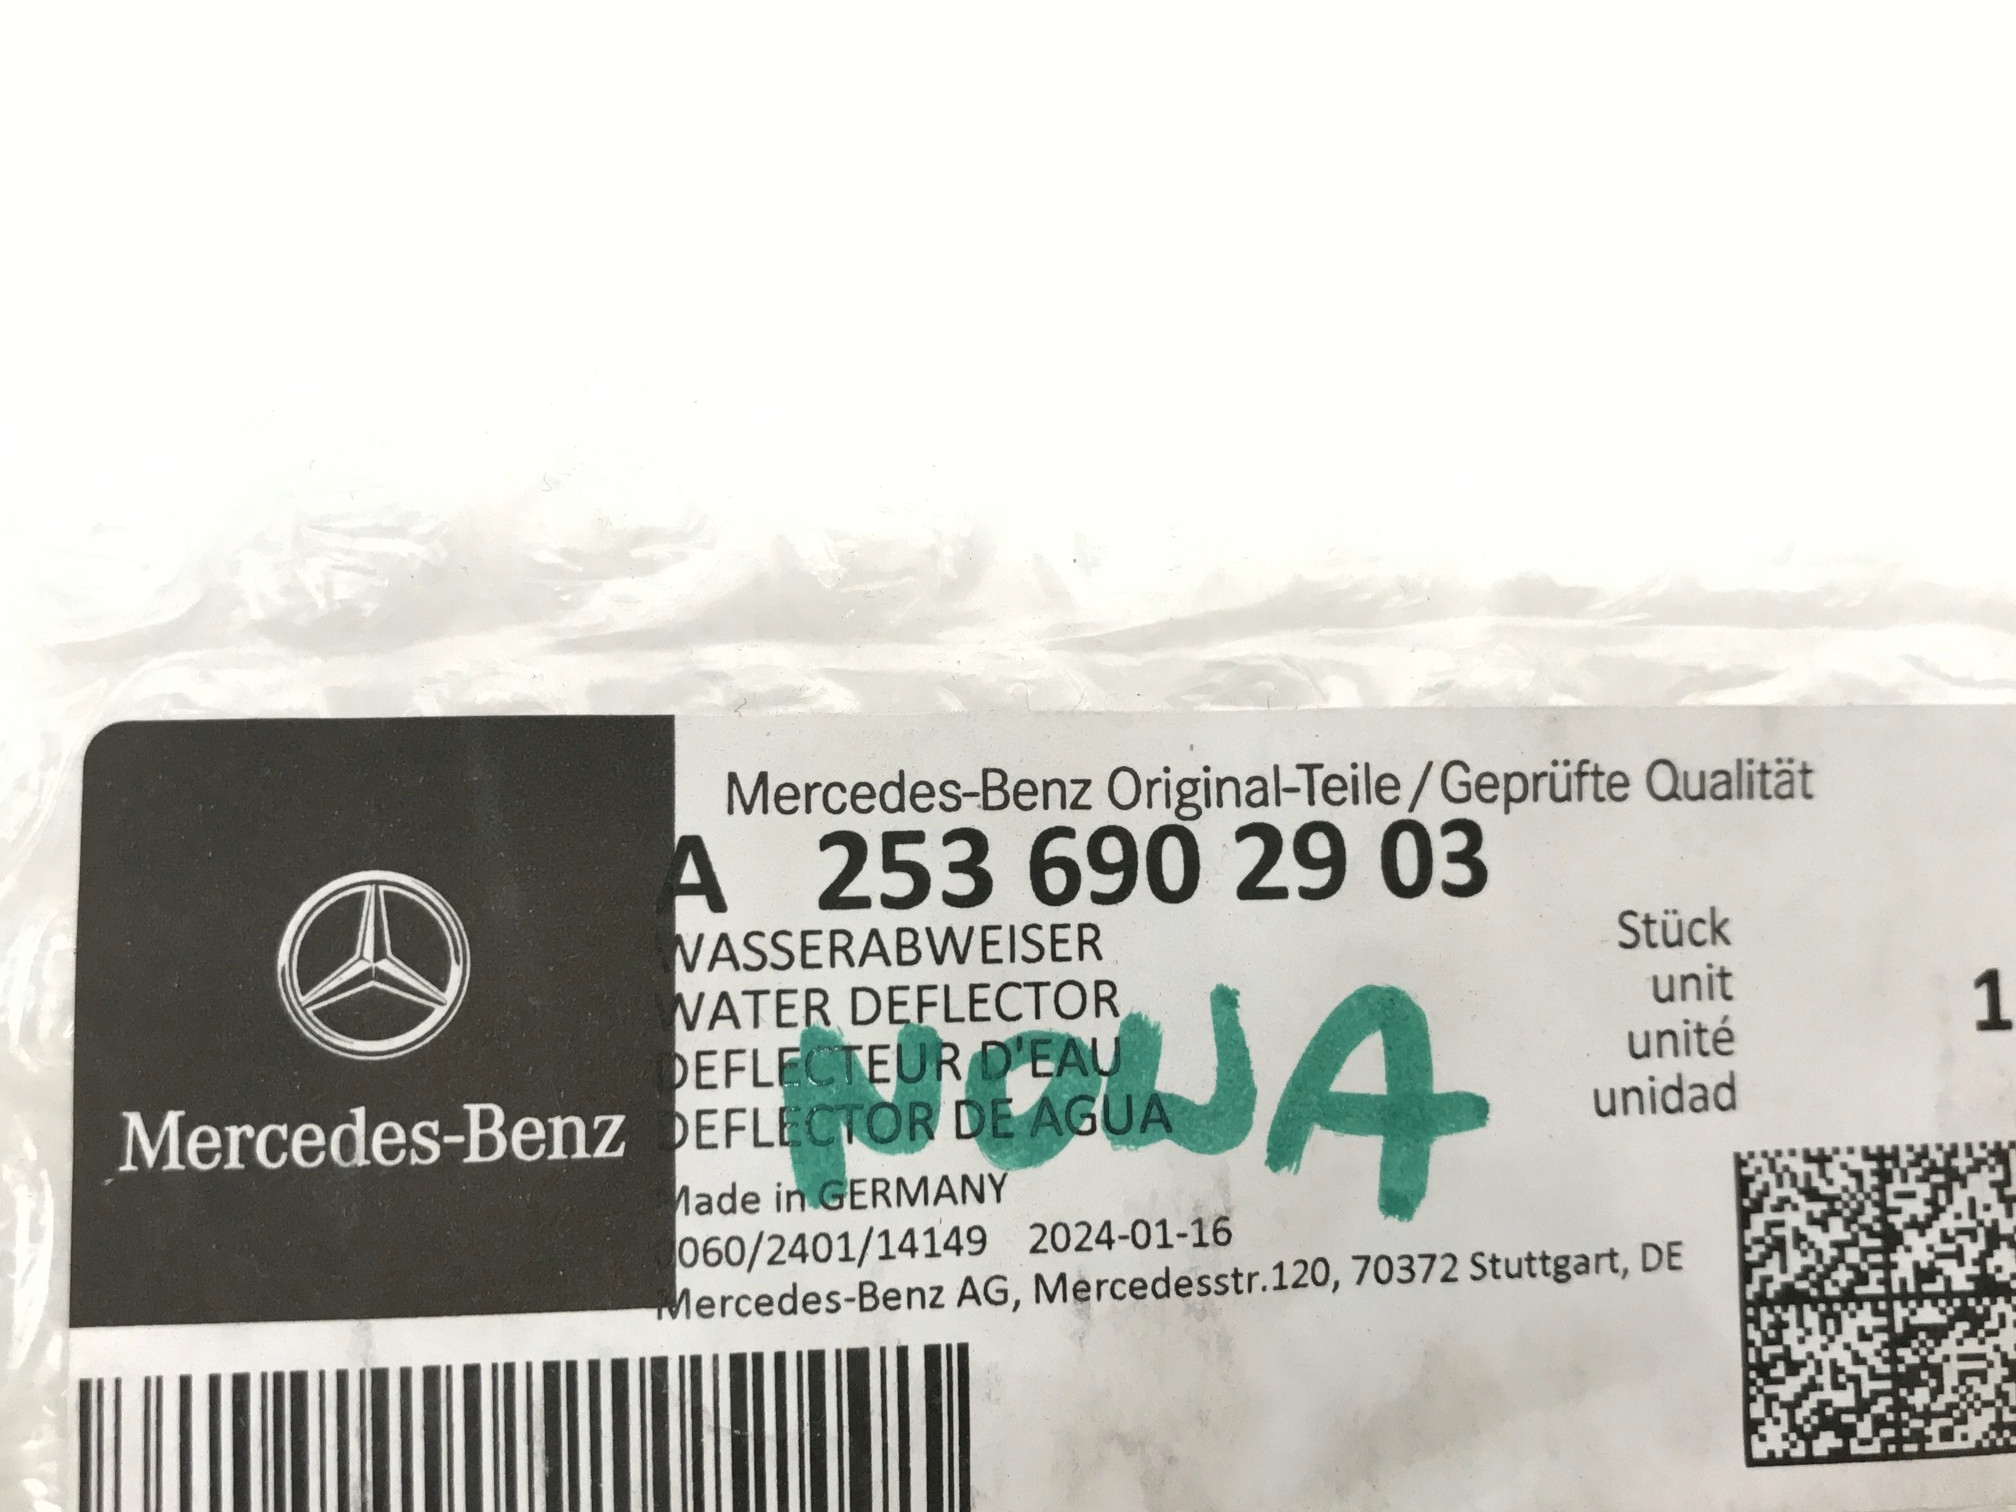 Mercedes-Benz
Mercedes-Benz Original-Teile/Geprüfte Qualität
A 253 690 29 03
WASSERABWEISER
WATER DEFLECTOR
DEFLECTEUR D'EAU
DEFLECTOR DE AGUA
NOWA
Made in GERMANY
0060/2401/14149 2024-01-16
Mercedes-Benz AG, Mercedesstr.120, 70372 Stuttgart, DE
Stück
unit
unité
unidad
1